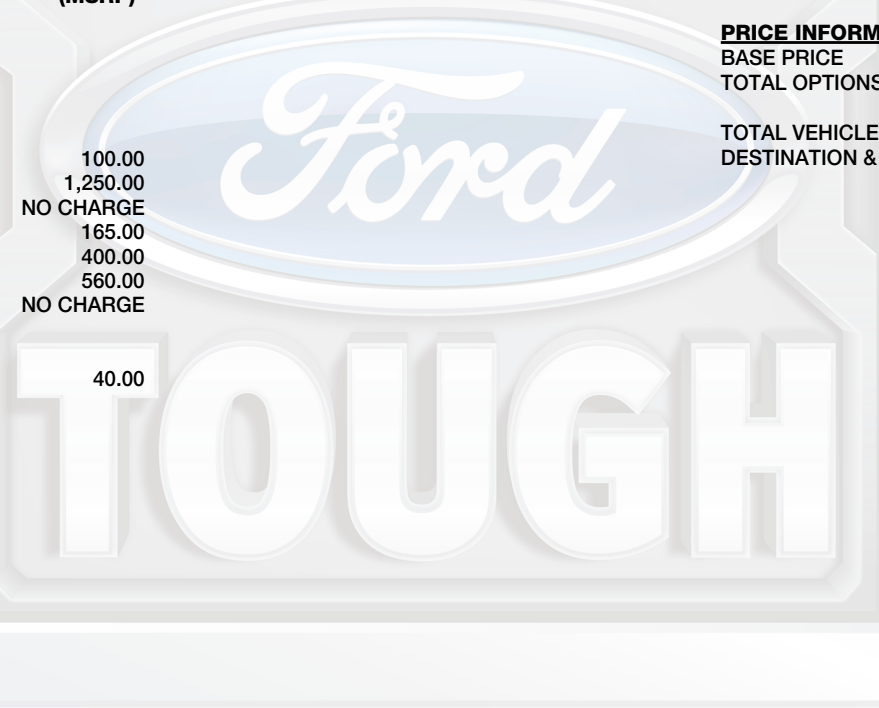 (MSRP)
100.00
1,250.00
NO CHARGE
165.00
400.00
560.00
NO CHARGE
40.00
PRICE INFORM
BASE PRICE
TOTAL OPTIONS
TOTAL VEHICLE
DESTINATION &
Ford
TOUGH